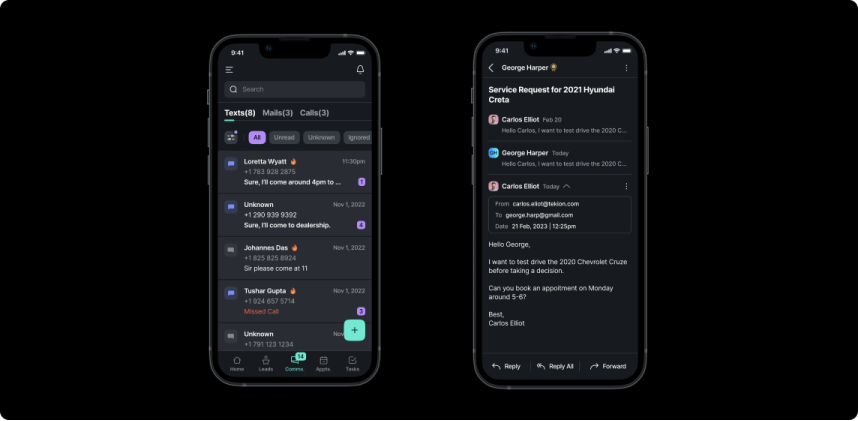 9:41
Search
Texts(8) Mails(3) Calls(3)
All Unread Unknown Ignored
Loretta Wyatt 11:30pm
+1 783 928 2875
Sure, I'll come around 4pm to ... 1
Unknown Nov 1, 2022
+1 290 939 9392
Sure, I'll come to dealership. 4
Johannes Das Nov 1, 2022
+1 825 825 8924
Sir please come at 11
Tushar Gupta Nov 1, 2022
+1 924 657 5714
Missed Call 3
Unknown Nov
+1 791 123 1234
+
14
Home Leads Comms Appts. Tasks
9:41
George Harper
Service Request for 2021 Hyundai
Creta
Carlos Elliot Feb 20
Hello Carlos, I want to test drive the 2020 C...
GH George Harper Today
Hello Carlos, I want to test drive the 2020 C...
Carlos Elliot Today
From carlos.eliot@tekion.com
To george.harp@gmail.com
Date 21 Feb, 2023 | 12:25pm
Hello George,
I want to test drive the 2020 Chevrolet Cruze
before taking a decision.
Can you book an appoitment on Monday
around 5-6?
Best,
Carlos Elliot
Reply Reply All Forward